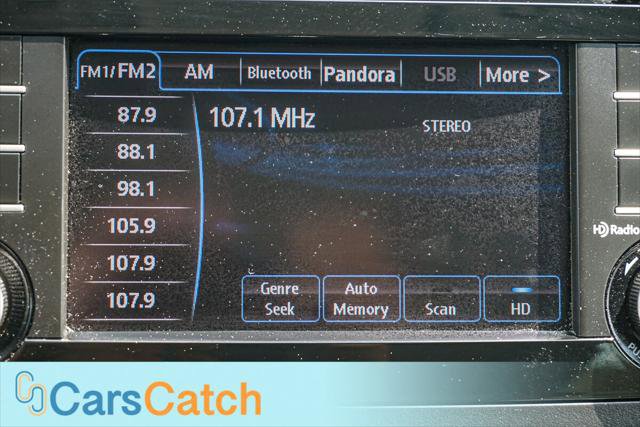 FM1/FM2 AM Bluetooth Pandora USB More >
87.9
107.1 MHz
STEREO
88.1
98.1
105.9
107.9
107.9
Genre Seek
Auto Memory
Scan
HD
HD Radio
CarsCatch